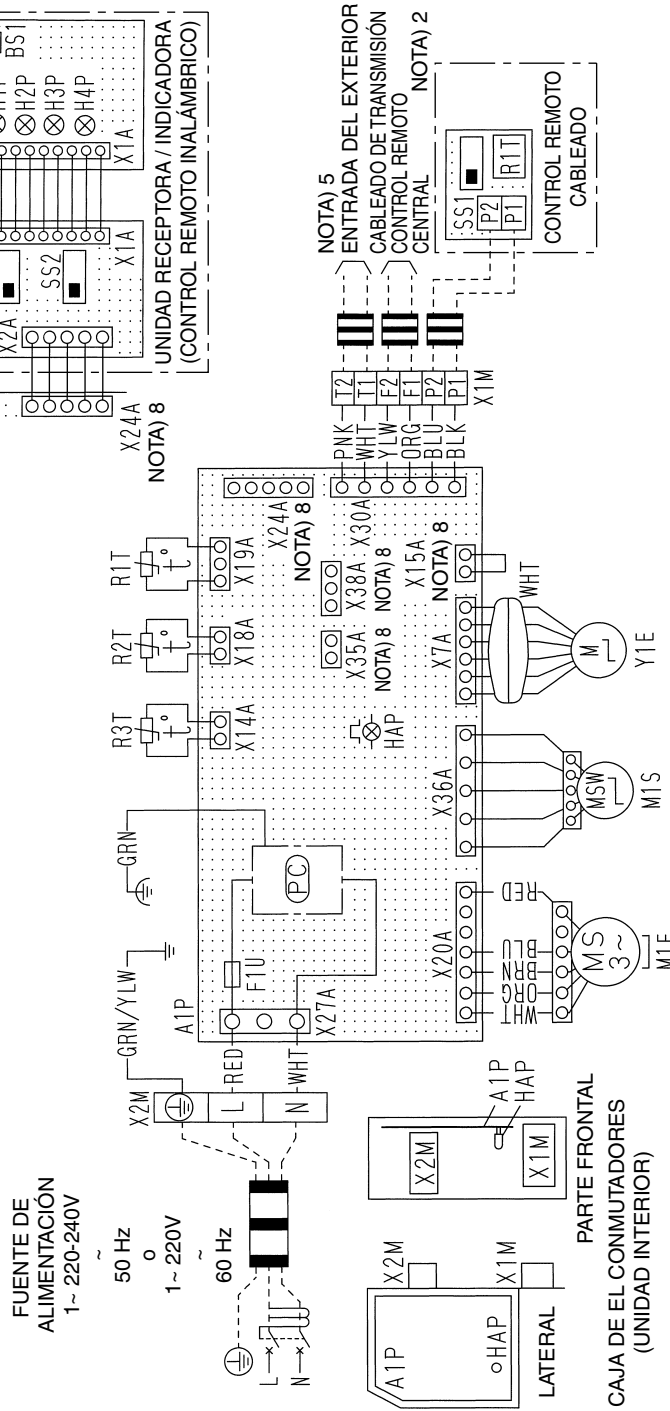 FUENTE DE
ALIMENTACIÓN
1~ 220-240V
~
50 Hz
o
1~ 220V
~
60 Hz
L
N
X2M
L
N
GRN/YLW
RED
WHT
GRN
A1P
F1U
X27A
PC
R3T
t°
X14A
R2T
t°
X18A
R1T
t°
X19A
X24A
NOTA) 8
X35A
NOTA) 8
X38A
NOTA) 8
X30A
X15A
NOTA) 8
HAP
X20A
WHT
ORG
BRN
BLU
RED
MS
3~
M1F
X36A
MSW
M1S
X7A
WHT
M
Y1E
PNK
WHT
YLW
ORG
BLU
BLK
T2
T1
F2
F1
P2
P1
X1M
NOTA) 5
ENTRADA DEL EXTERIOR
CABLEADO DE TRANSMISIÓN
CONTROL REMOTO
CENTRAL
NOTA) 2
SS1
P2
P1
R1T
CONTROL REMOTO
CABLEADO
X24A
NOTA) 8
X2A
SS2
X1A
X1A
H2P
H3P
H4P
BS1
UNIDAD RECEPTORA / INDICADORA
(CONTROL REMOTO INALÁMBRICO)
A1P
HAP
X2M
X1M
LATERAL
X2M
X1M
A1P
HAP
PARTE FRONTAL
CAJA DE EL CONMUTADORES
(UNIDAD INTERIOR)